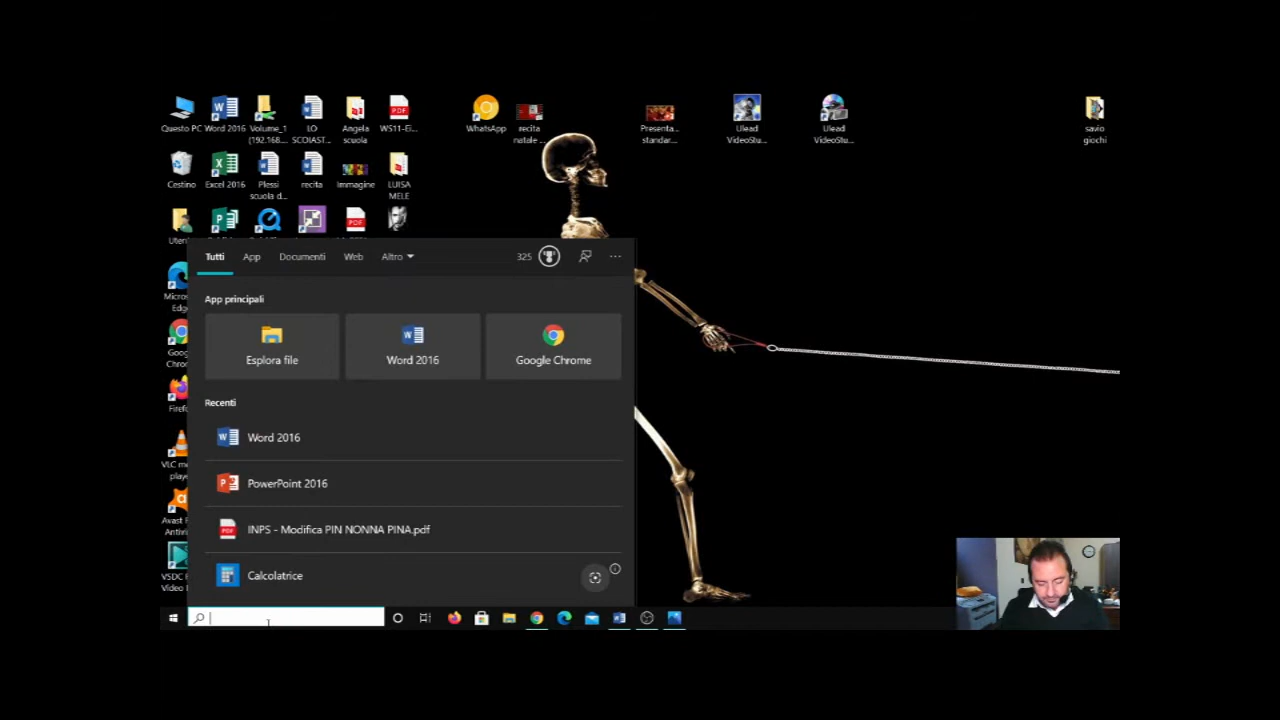 Questo PC
Word 2016
Volume_1
(192.168....
LO
SCOIAST...
Angela
scuola
WS11-Ei...
WhatsApp
recita
natale ...
Presenta...
standar...
Ulead
VideoStu...
Ulead
VideoStu...
savio
giochi
Cestino
Excel 2016
Plessi
scuola d...
recita
Immagine
LUISA
MELE
Tutti
App
Documenti
Web
Altro
325
App principali
Esplora file
Word 2016
Google Chrome
Recenti
Word 2016
PowerPoint 2016
INPS - Modifica PIN NONNA PINA.pdf
Calcolatrice